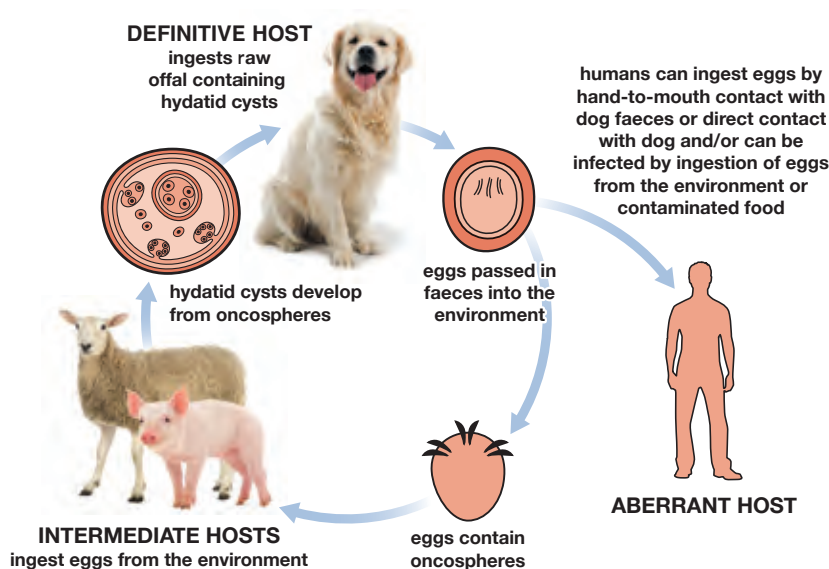 DEFINITIVE HOST
ingests raw
offal containing
hydatid cysts
humans can ingest eggs by
hand-to-mouth contact with
dog faeces or direct contact
with dog and/or can be
infected by ingestion of eggs
from the environment or
contaminated food
eggs passed in
faeces into the
environment
hydatid cysts develop
from oncospheres
ABERRANT HOST
INTERMEDIATE HOSTS
ingest eggs from the environment
eggs contain
oncospheres